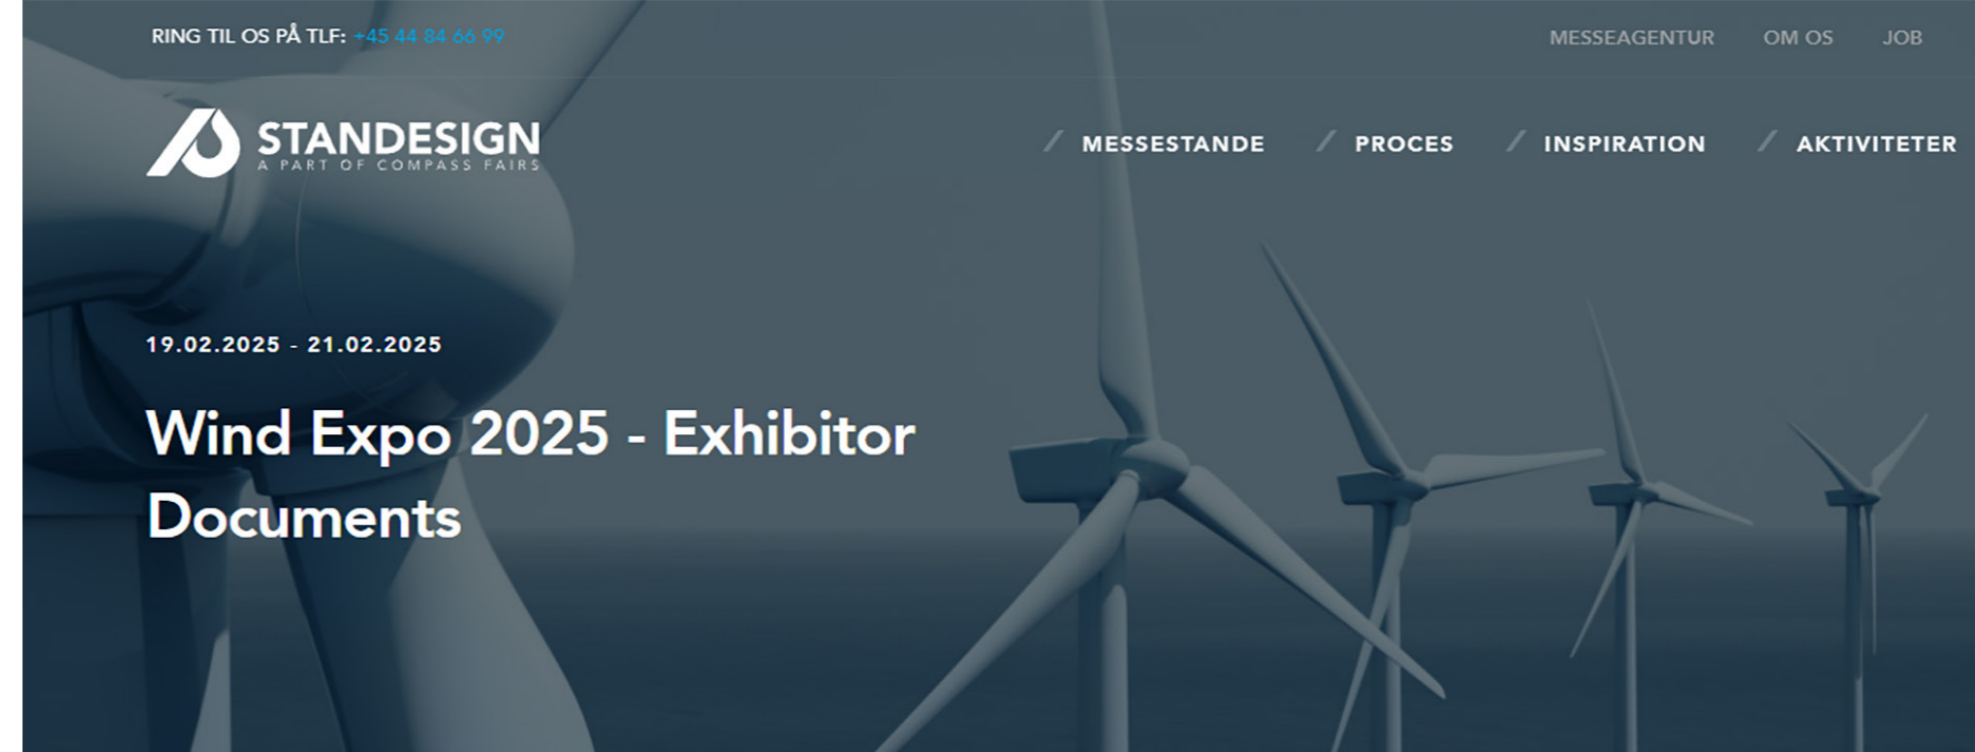 RING TIL OS PÅ TLF: +45 44 84 66 99
MESSEAGENTUR OM OS JOB
STANDESIGN
A PART OF COMPASS FAIRS
/ MESSESTANDE / PROCES / INSPIRATION / AKTIVITETER
19.02.2025 - 21.02.2025
Wind Expo 2025 - Exhibitor
Documents